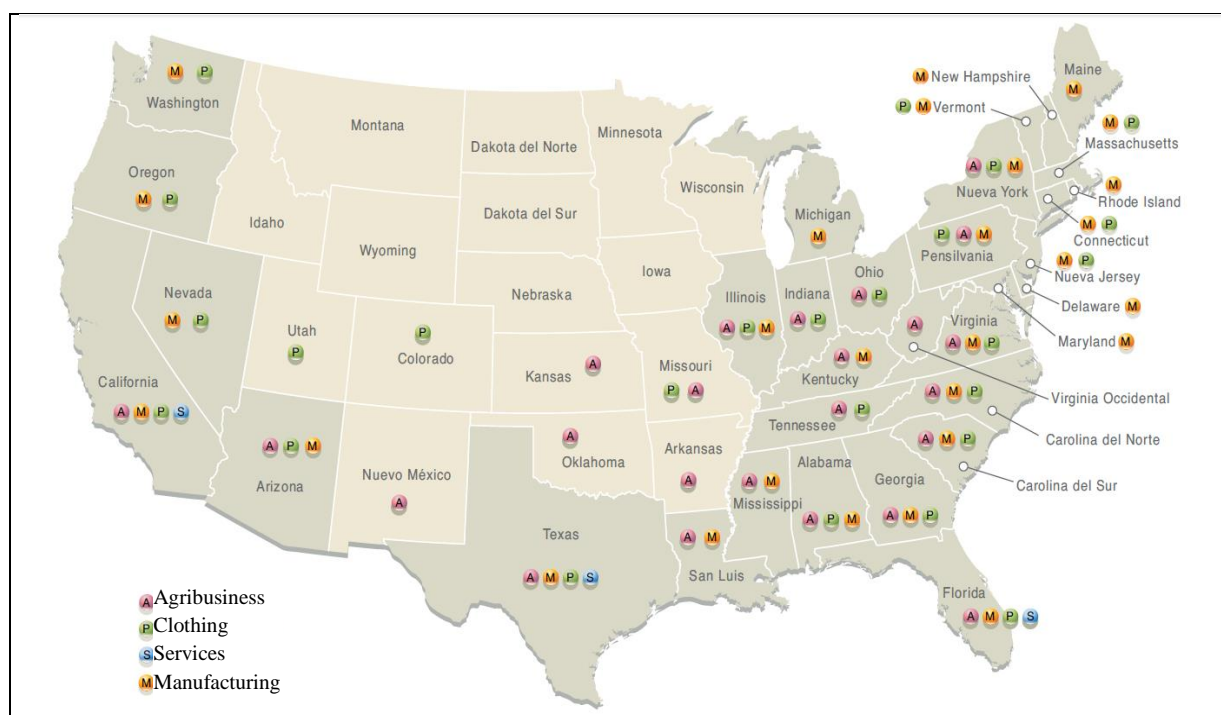 M P
Washington
Montana
Dakota del Norte
Minnesota
M New Hampshire
P M Vermont
Maine
M
M P
Massachusetts
Oregon
M P
Idaho
Wyoming
Dakota del Sur
Wisconsin
Michigan
M
A P M
Nueva York
M
Rhode Island
M P
Connecticut
P A M
Pensilvania
M P
Nueva Jersey
Nevada
M P
Utah
P
P
Colorado
Nebraska
Iowa
Illinois
A P M
Indiana
A P
Ohio
A P
A
Virginia
A M P
Delaware M
Maryland M
California
A M P S
A P M
Arizona
Nuevo México
A
Kansas
A
A
Oklahoma
Missouri
P A
Arkansas
A
A M
Kentucky
A P
Tennessee
Virginia Occidental
A M P
Carolina del Norte
A M P
Carolina del Sur
Texas
A M P S
A M
San Luis
A M
Mississippi
Alabama
A P M
Georgia
A M P
Florida
A M P S
A Agribusiness
P Clothing
S Services
M Manufacturing